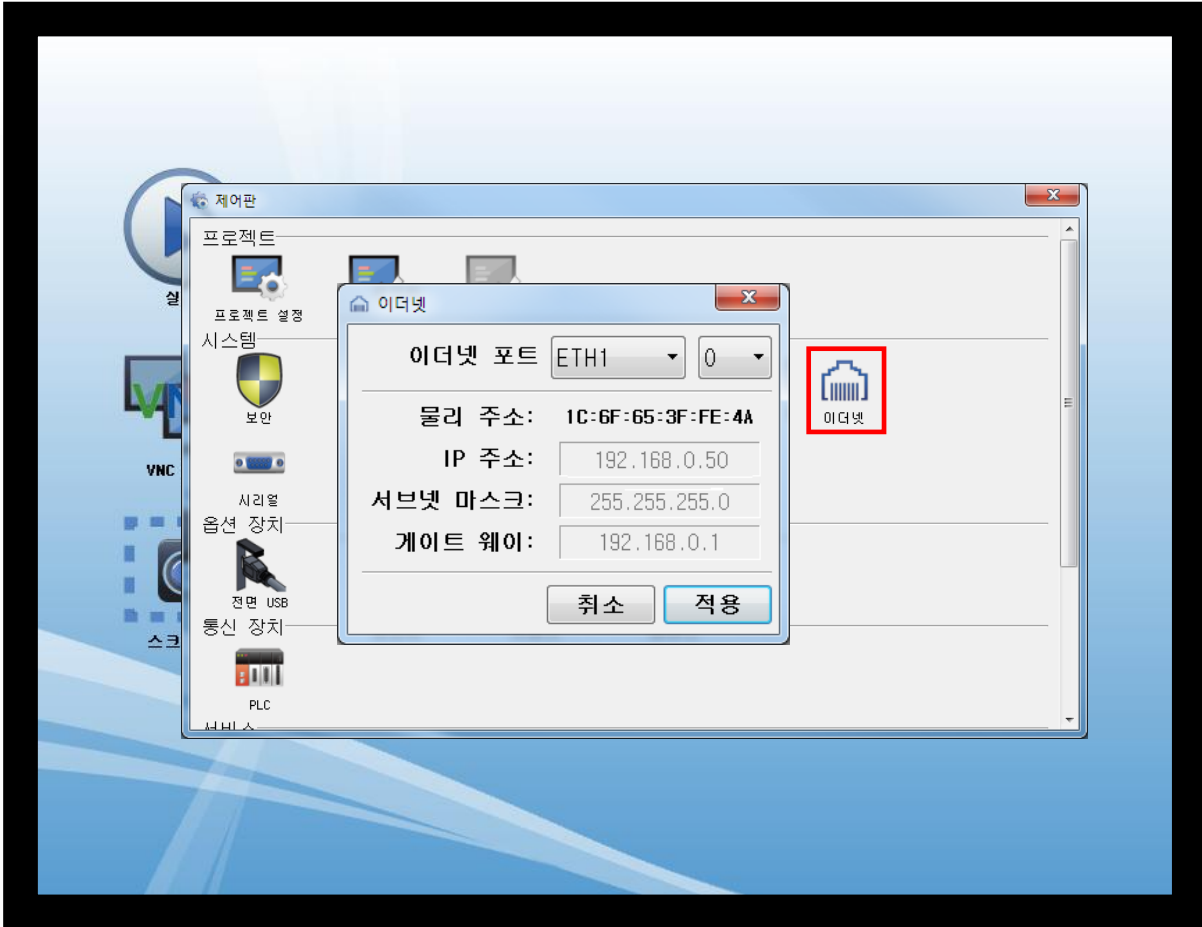 제어판
프로젝트
프로젝트 설정
시스템
보안
시리얼
옵션 장치
전면 USB
통신 장치
PLC
VNC
이더넷
이더넷 포트 ETH1 0
물리 주소: 1C:6F:65:3F:FE:4A
IP 주소: 192.168.0.50
서브넷 마스크: 255.255.255.0
게이트 웨이: 192.168.0.1
취소 적용
이더넷